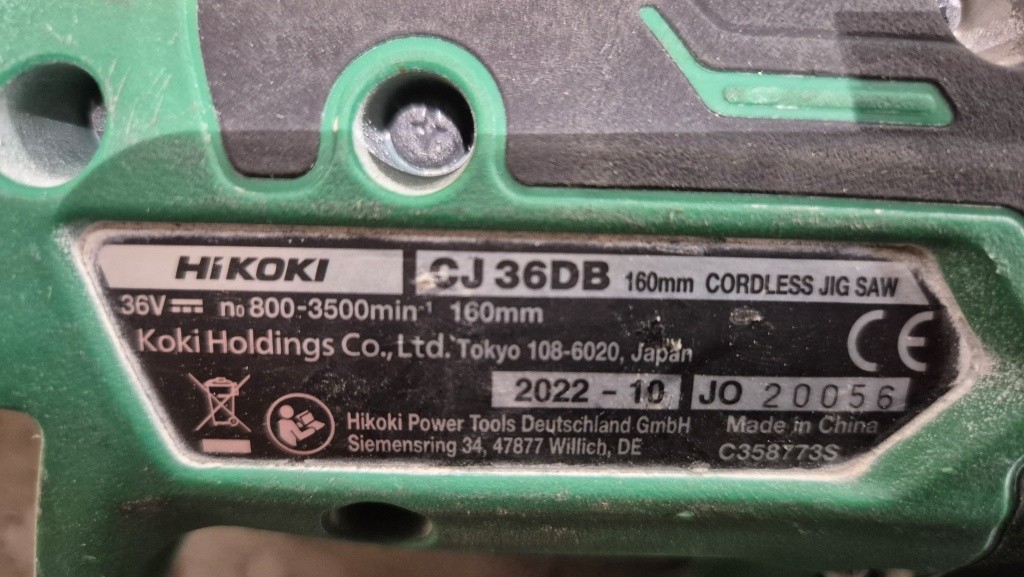 HiKOKI CJ 36DB 160mm CORDLESS JIG SAW
36V⎓ n₀ 800-3500min⁻¹ 160mm
Koki Holdings Co., Ltd. Tokyo 108-6020, Japan
CE
2022 - 10 JO 20056
Hikoki Power Tools Deutschland GmbH Made in China
Siemensring 34, 47877 Willich, DE C358773S